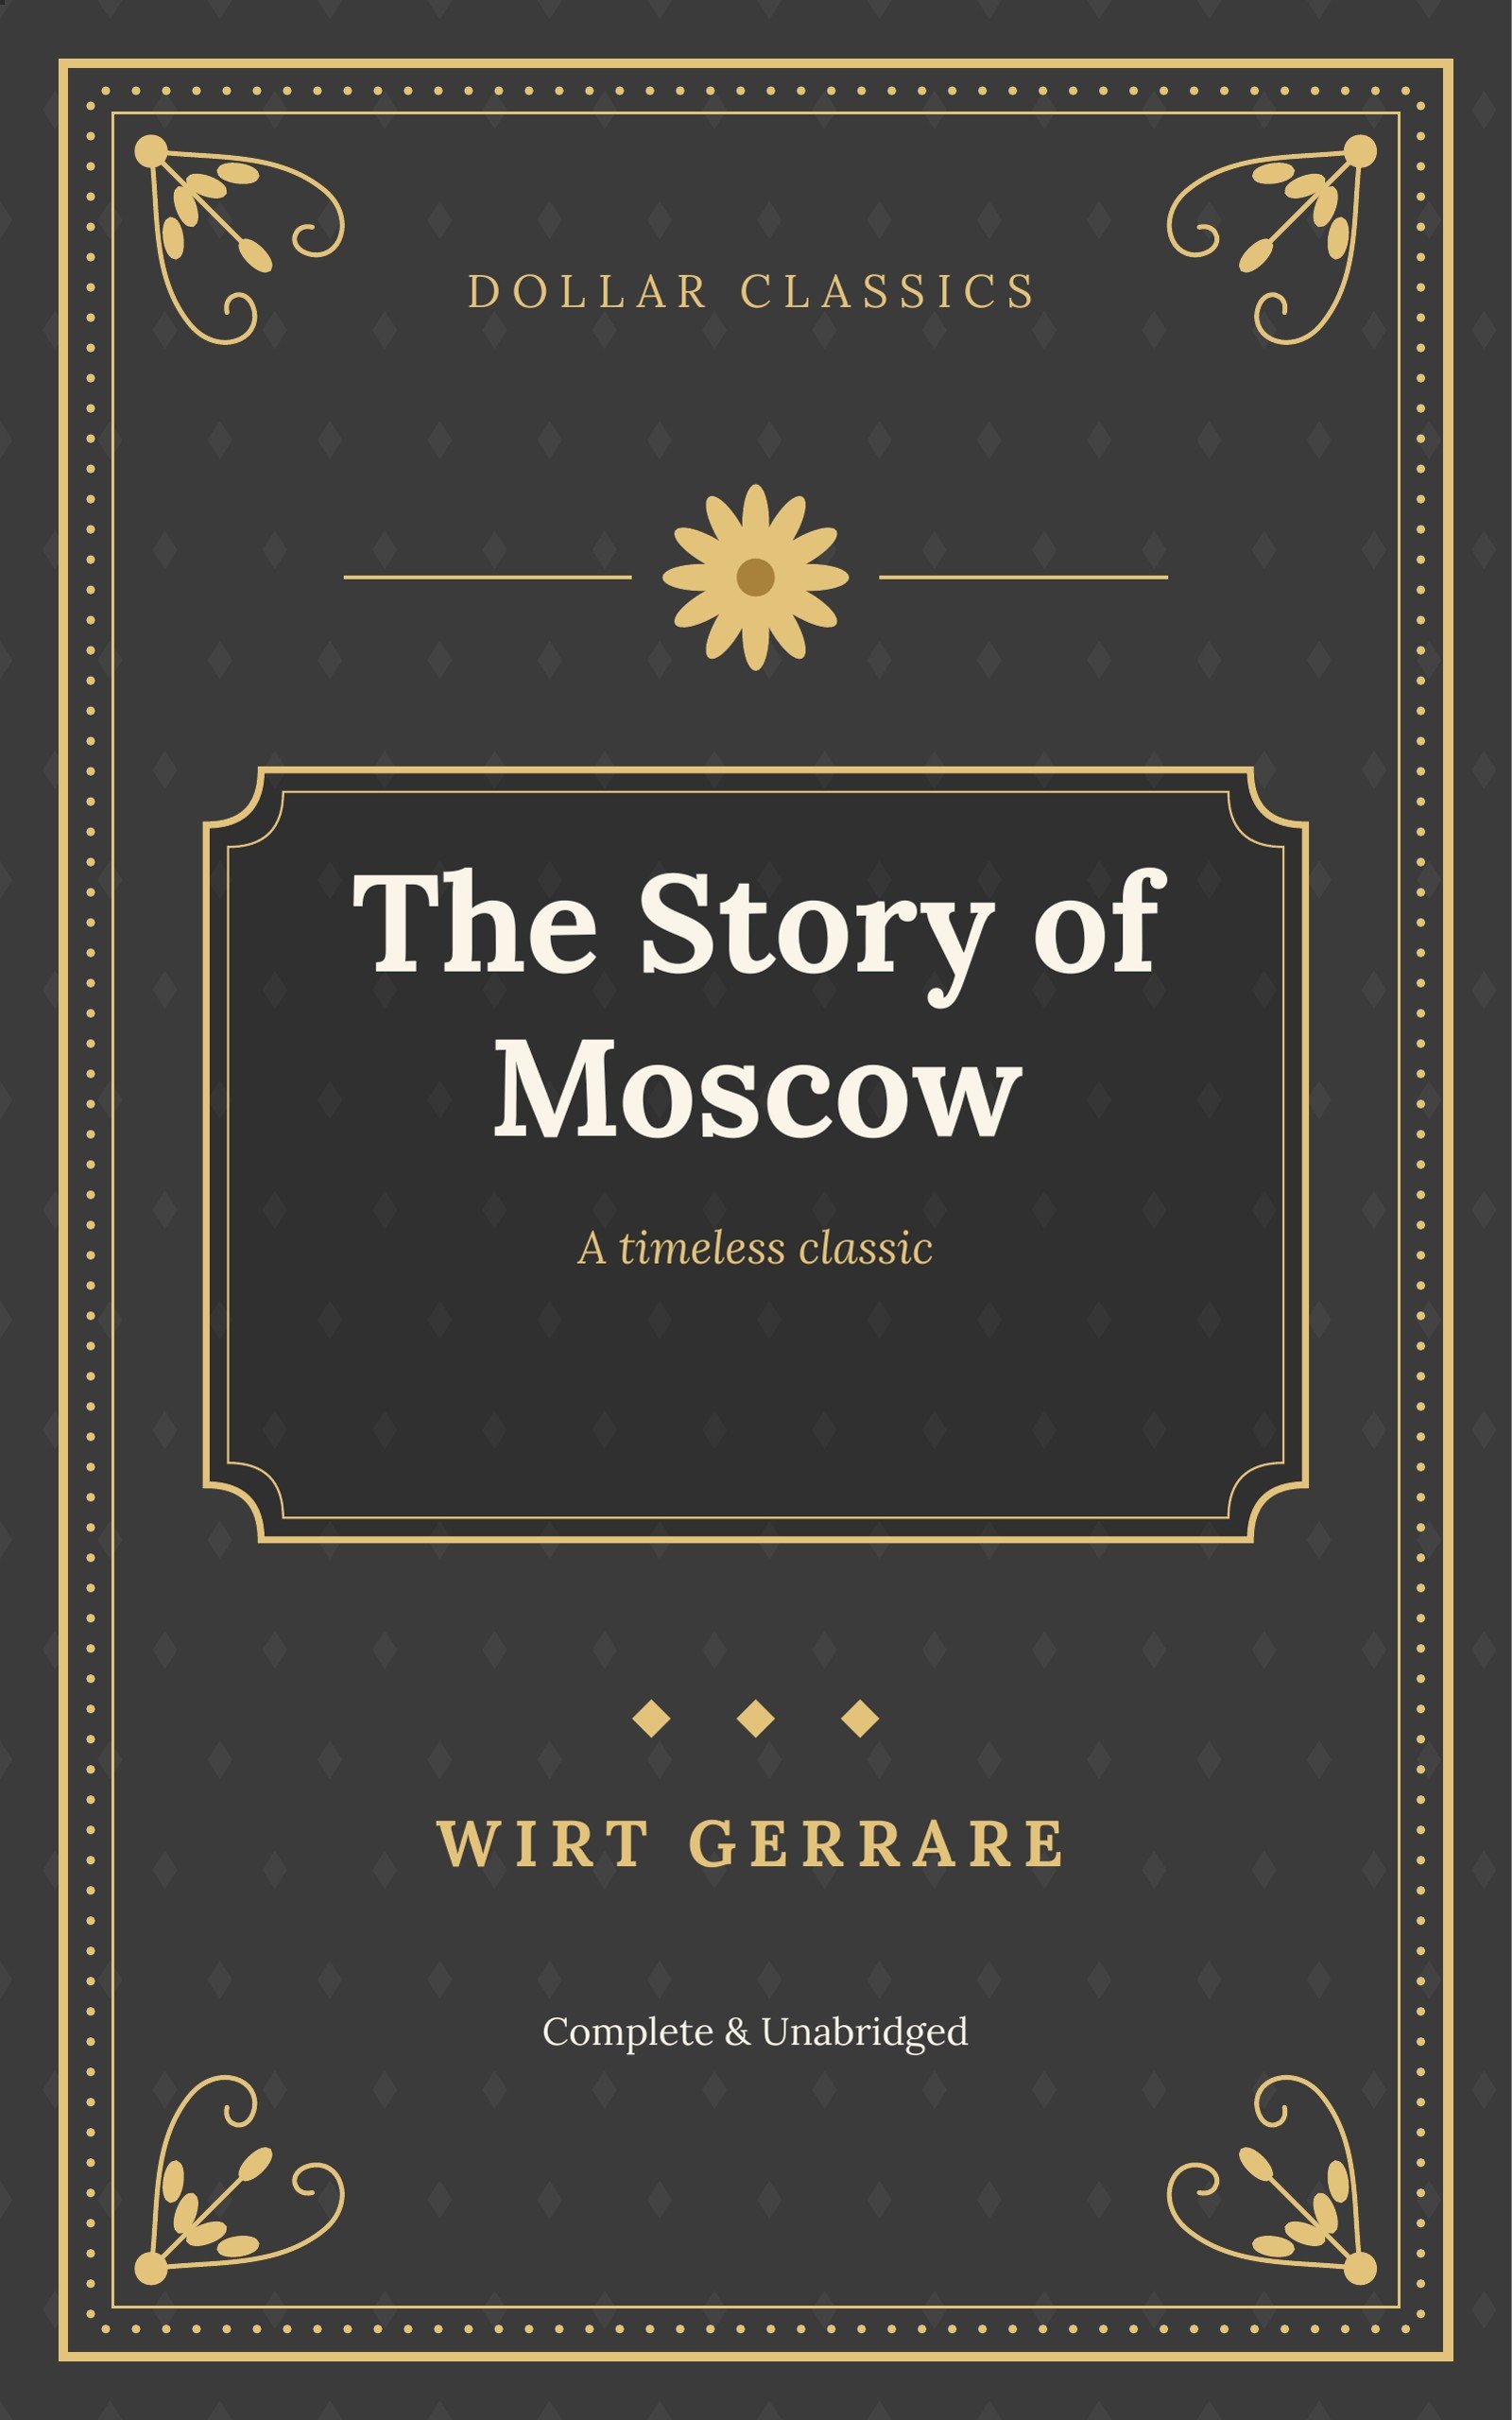 DOLLAR CLASSICS
The Story of
Moscow
A timeless classic
WIRT GERRARE
Complete & Unabridged